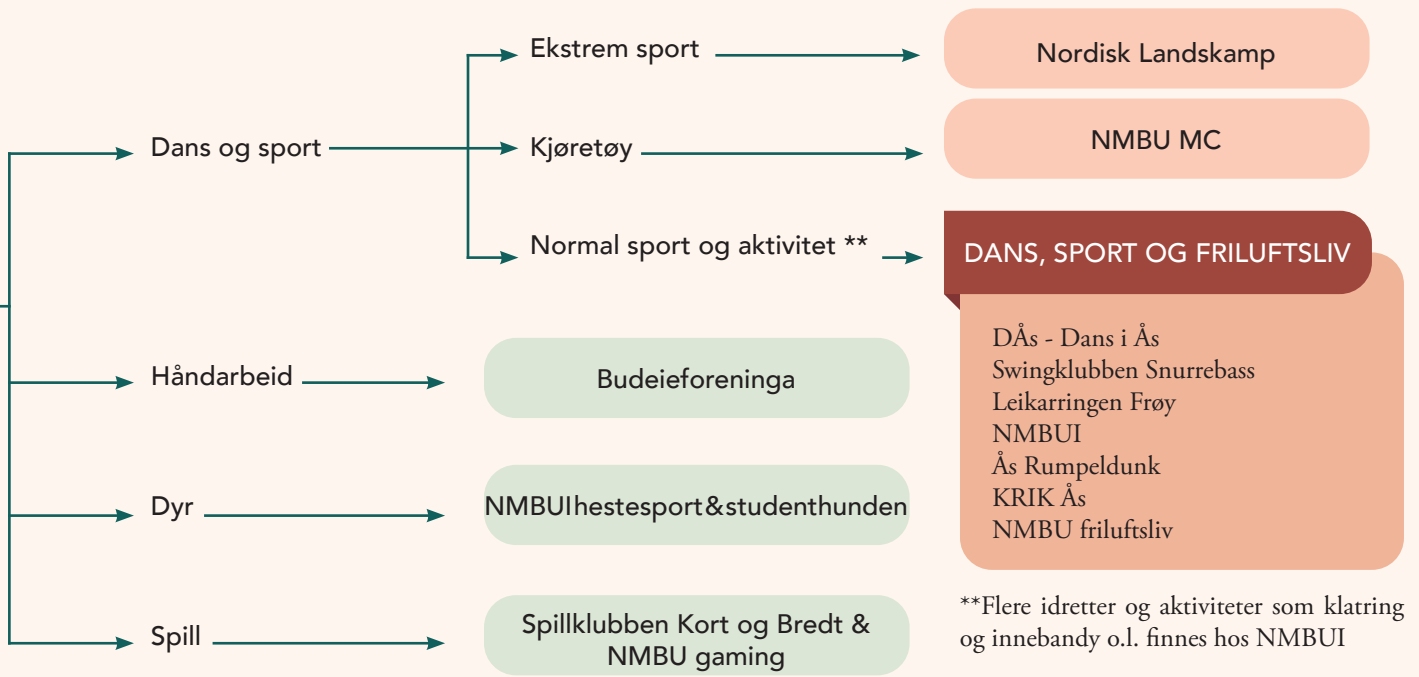 Ekstrem sport
Nordisk Landskamp
Dans og sport
Kjøretøy
NMBU MC
Normal sport og aktivitet **
DANS, SPORT OG FRILUFTSLIV
DÅs - Dans i Ås
Swingklubben Snurrebass
Leikarringen Frøy
NMBUI
Ås Rumpeldunk
KRIK Ås
NMBU friluftsliv
Håndarbeid
Budeieforeninga
Dyr
NMBUI hestesport & studenthunden
Spill
Spillklubben Kort og Bredt &
NMBU gaming
**Flere idretter og aktiviteter som klatring
og innebandy o.l. finnes hos NMBUI